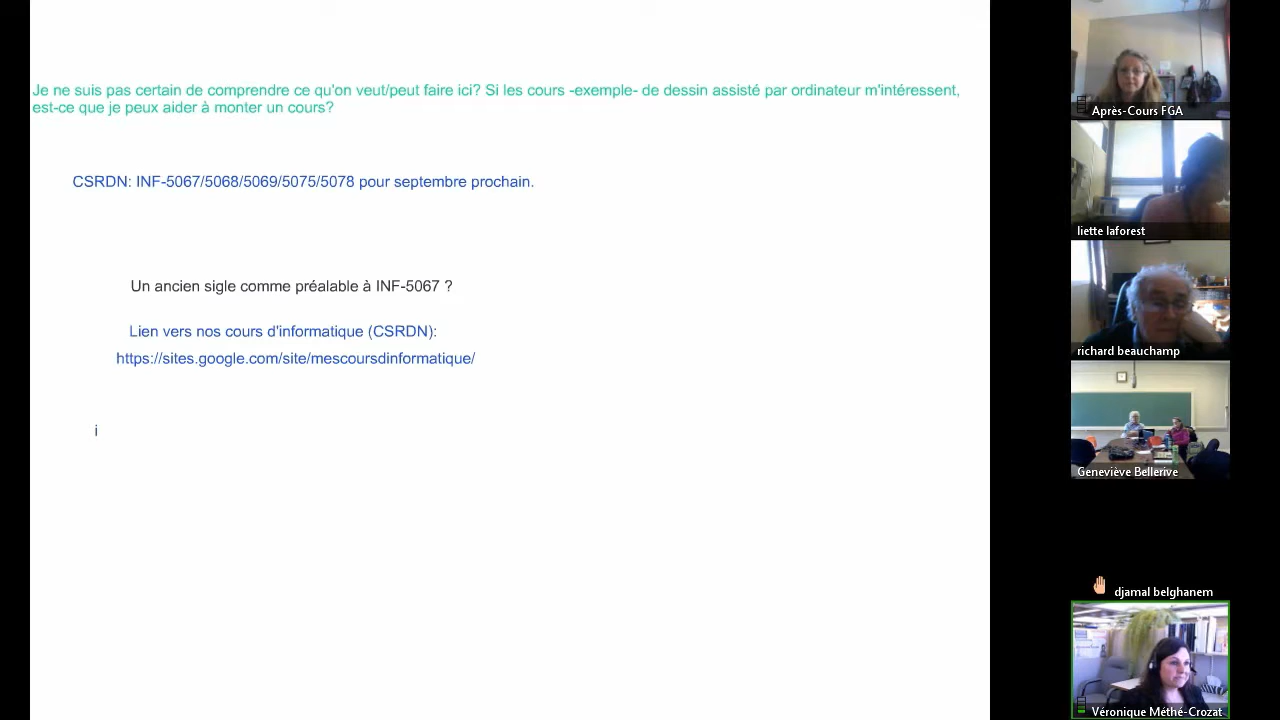 Je ne suis pas certain de comprendre ce qu'on veut/peut faire ici? Si les cours -exemple- de dessin assisté par ordinateur m'intéressent,
est-ce que je peux aider à monter un cours?
CSRDN: INF-5067/5068/5069/5075/5078 pour septembre prochain.
Un ancien sigle comme préalable à INF-5067 ?
Lien vers nos cours d'informatique (CSRDN):
https://sites.google.com/site/mescoursdinformatique/
i
Après-Cours FGA
liette laforest
richard beauchamp
Geneviève Bellerive
djamal belghanem
Véronique Méthé-Crozat